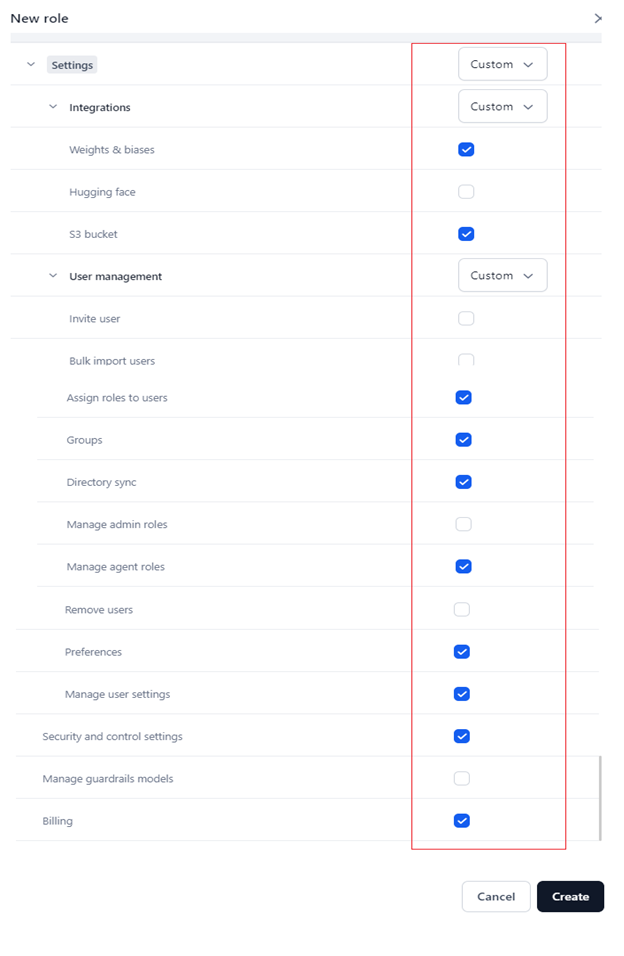 New role
Settings Custom
Integrations Custom
Weights & biases
Hugging face
S3 bucket
User management Custom
Invite user
Bulk import users
Assign roles to users
Groups
Directory sync
Manage admin roles
Manage agent roles
Remove users
Preferences
Manage user settings
Security and control settings
Manage guardrails models
Billing
Cancel Create